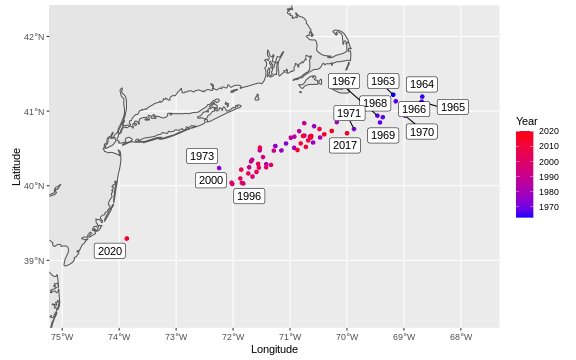 42°N
41°N
40°N
39°N
Latitude
1967
1963
1964
1968
1966
1965
1971
1969
1970
2017
1973
2000
1996
2020
75°W
74°W
73°W
72°W
71°W
70°W
69°W
68°W
Longitude
Year
2020
2010
2000
1990
1980
1970